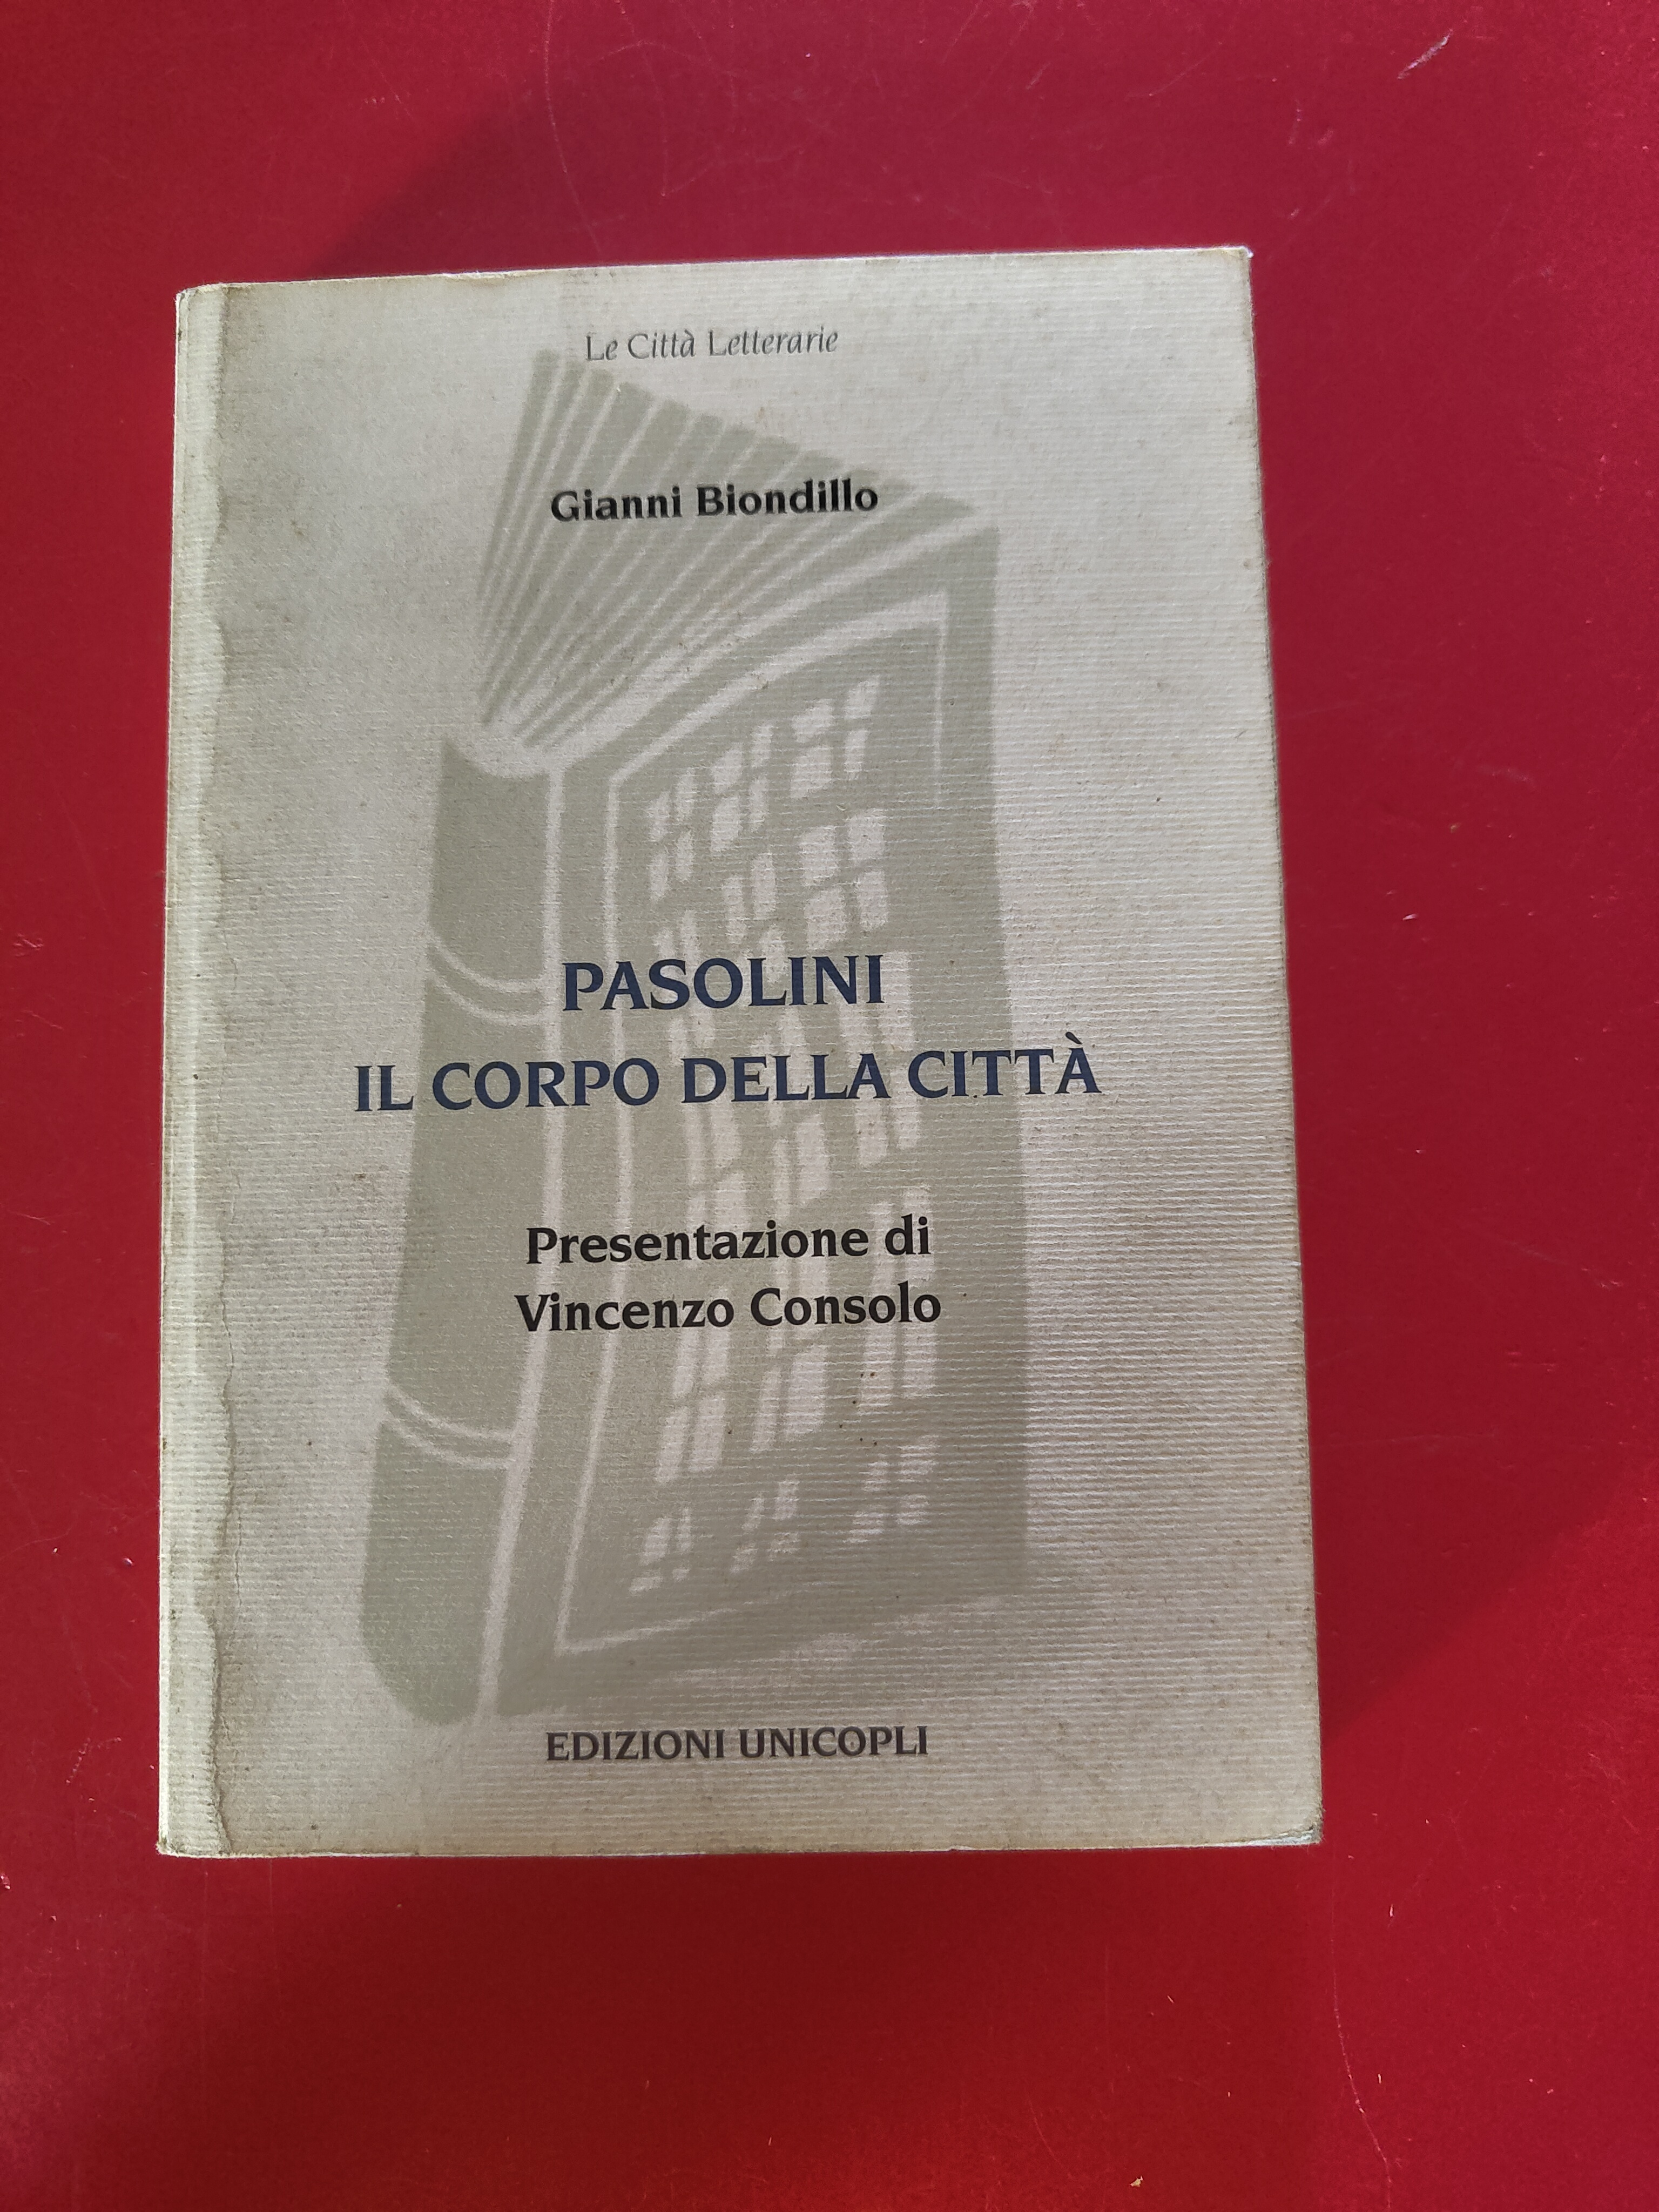 Le Città Letterarie
Gianni Biondillo
PASOLINI
IL CORPO DELLA CITTÀ
Presentazione di
Vincenzo Consolo
EDIZIONI UNICOPLI